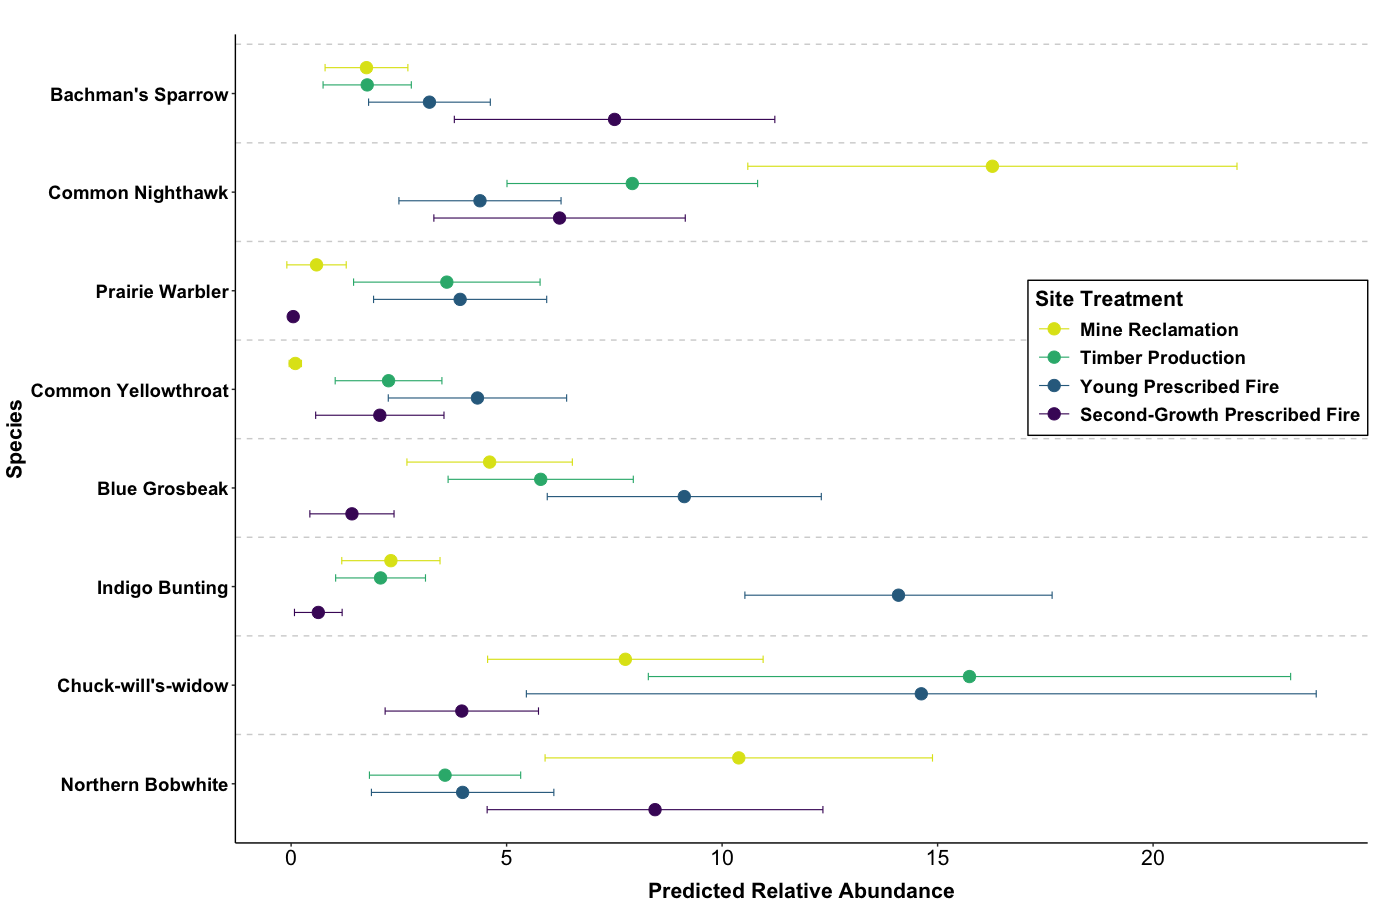 Bachman's Sparrow
Common Nighthawk
Prairie Warbler
Common Yellowthroat
Blue Grosbeak
Indigo Bunting
Chuck-will's-widow
Northern Bobwhite
Species
Site Treatment
Mine Reclamation
Timber Production
Young Prescribed Fire
Second-Growth Prescribed Fire
0 5 10 15 20
Predicted Relative Abundance